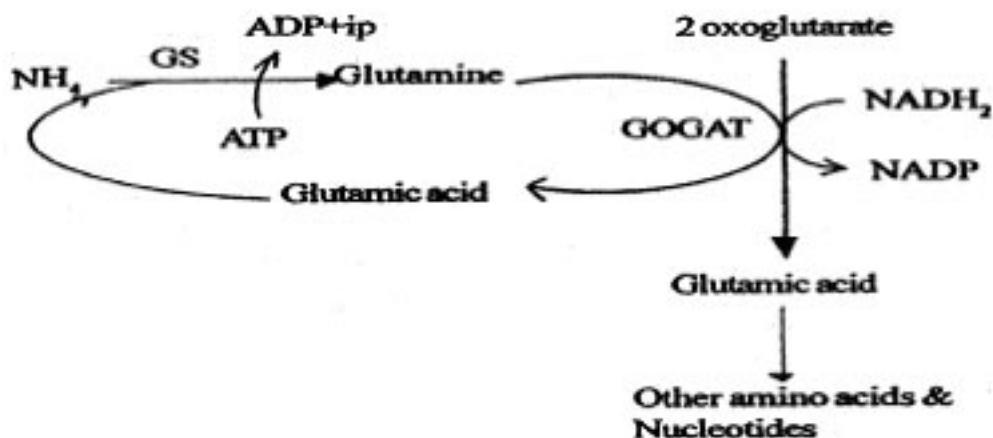 ADP+ip
2 oxoglutarate
GS
NH₄
Glutamine
NADH₂
ATP
GOGAT
NADP
Glutamic acid
Glutamic acid
Other amino acids &
Nucleotides